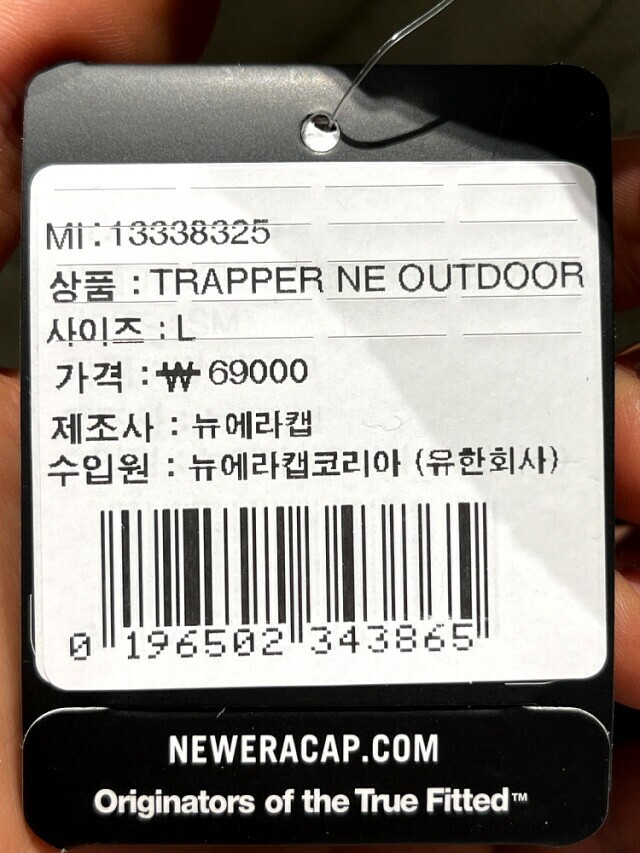 MI:13338325
상품 : TRAPPER NE OUTDOOR
사이즈 : L
가격 : ₩ 69000
제조사 : 뉴에라캡
수입원 : 뉴에라캡코리아 (유한회사)
0 196502 343865
NEWERACAP.COM
Originators of the True Fitted™